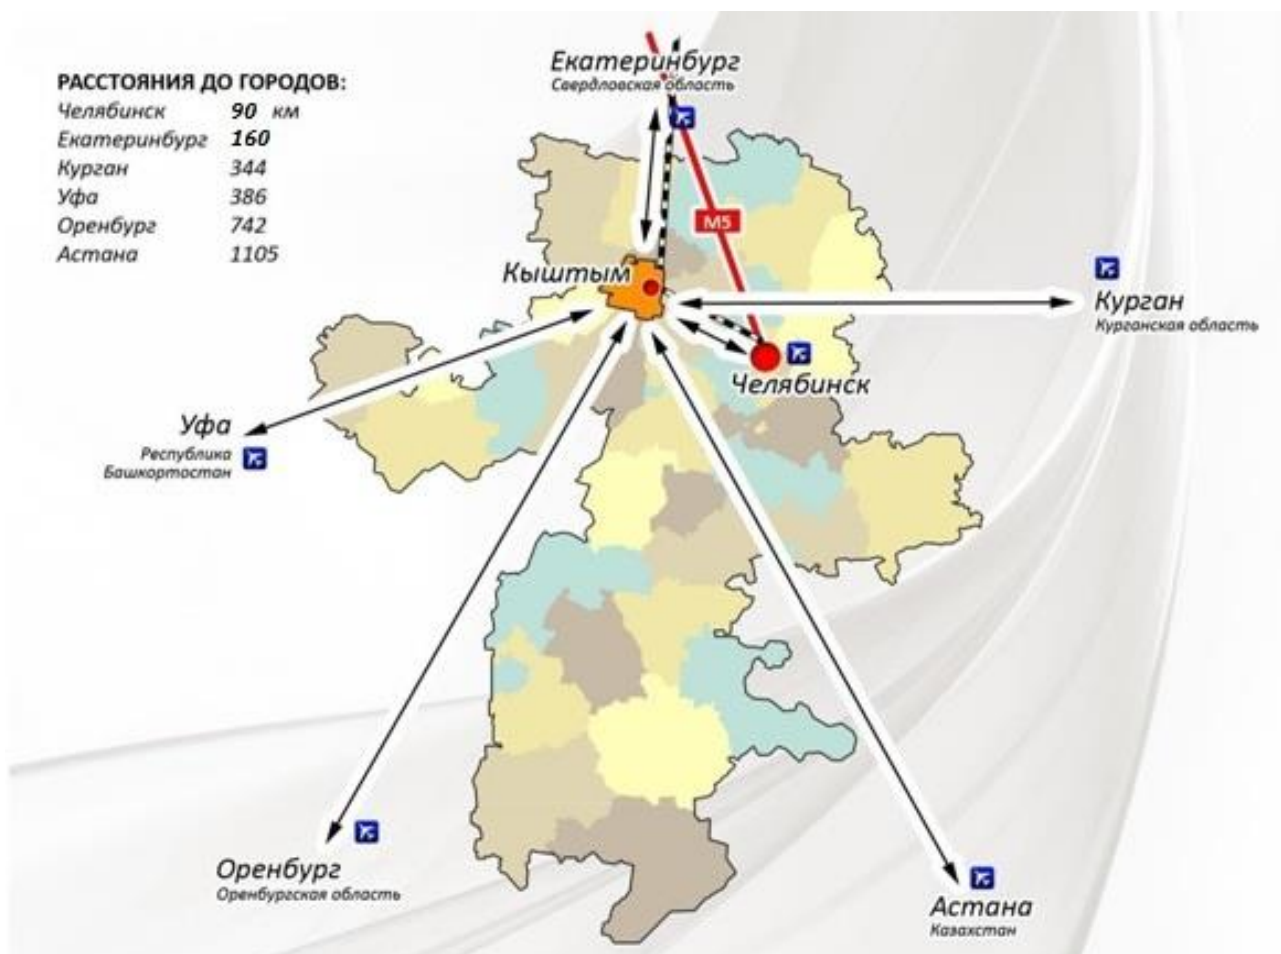 РАССТОЯНИЯ ДО ГОРОДОВ:
Челябинск 90 км
Екатеринбург 160
Курган 344
Уфа 386
Оренбург 742
Астана 1105
Екатеринбург
Свердловская область
М5
Кыштым
Курган
Курганская область
Челябинск
Уфа
Республика
Башкортостан
Оренбург
Оренбургская область
Астана
Казахстан